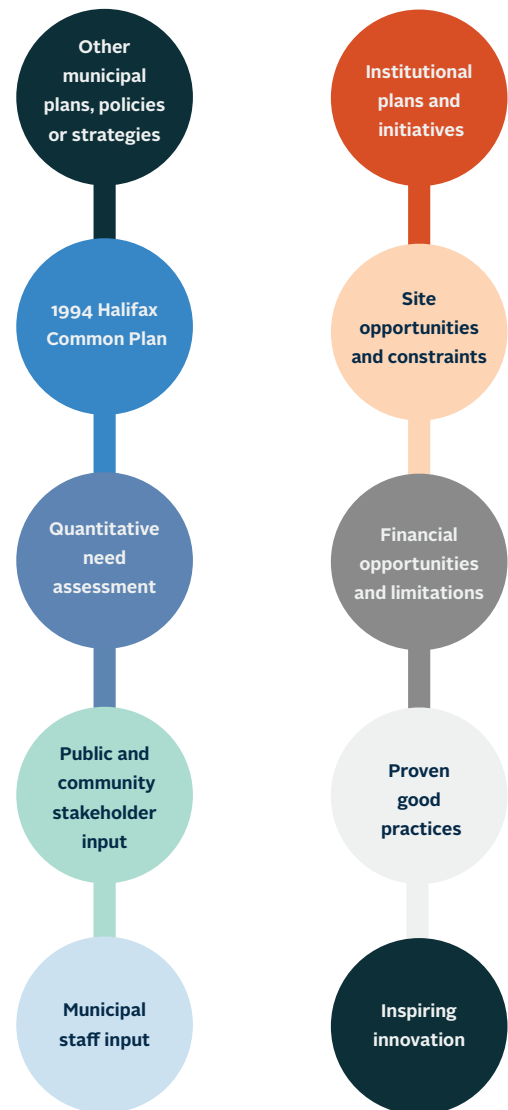 Other
municipal
plans, policies
or strategies
1994 Halifax
Common Plan
Quantitative
need
assessment
Public and
community
stakeholder
input
Municipal
staff input
Institutional
plans and
initiatives
Site
opportunities
and constraints
Financial
opportunities
and limitations
Proven
good
practices
Inspiring
innovation